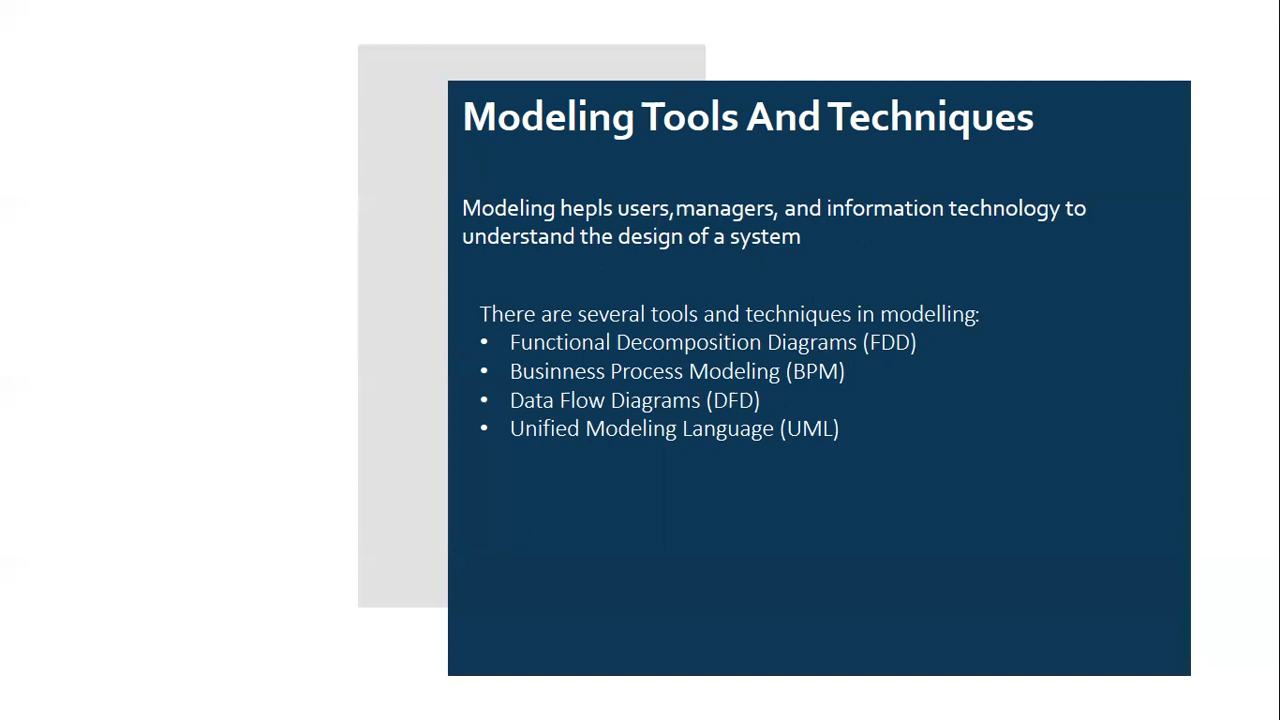 Modeling Tools And Techniques
Modeling hepls users,managers, and information technology to
understand the design of a system
There are several tools and techniques in modelling:
• Functional Decomposition Diagrams (FDD)
• Businness Process Modeling (BPM)
• Data Flow Diagrams (DFD)
• Unified Modeling Language (UML)